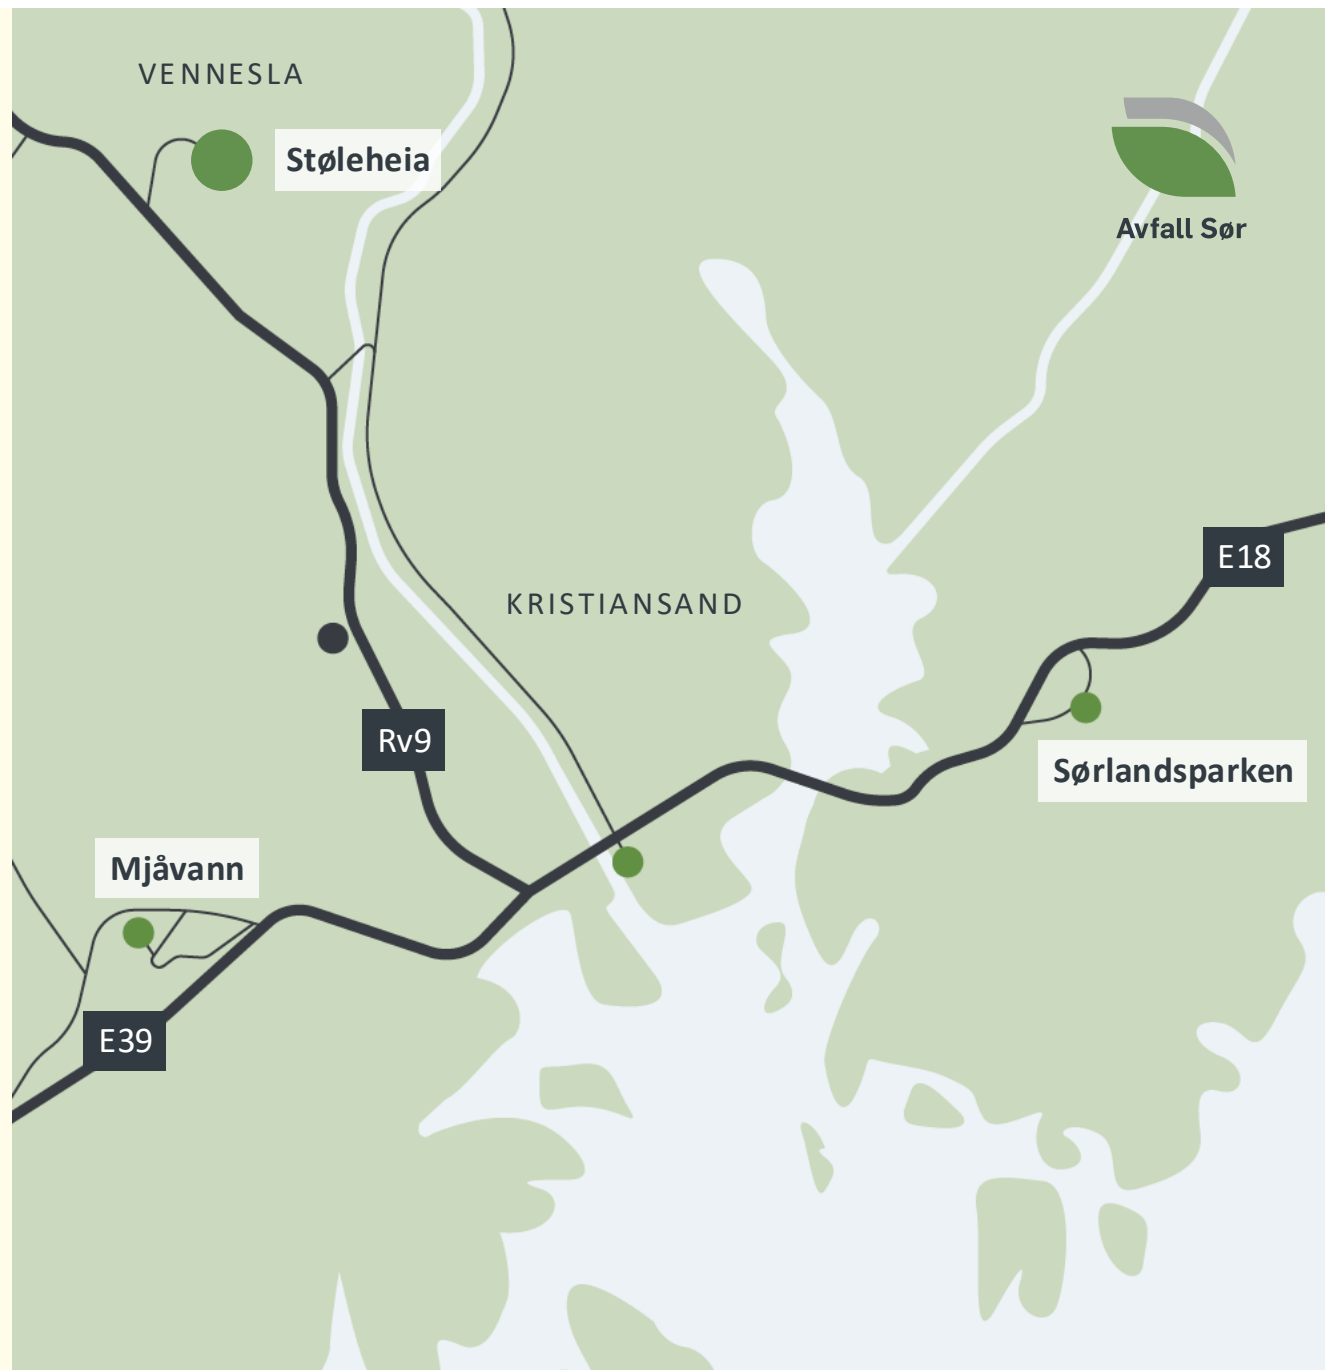 VENNESLA
Støleheia
Avfall Sør
E18
KRISTIANSAND
Rv9
Sørlandsparken
Mjåvann
E39